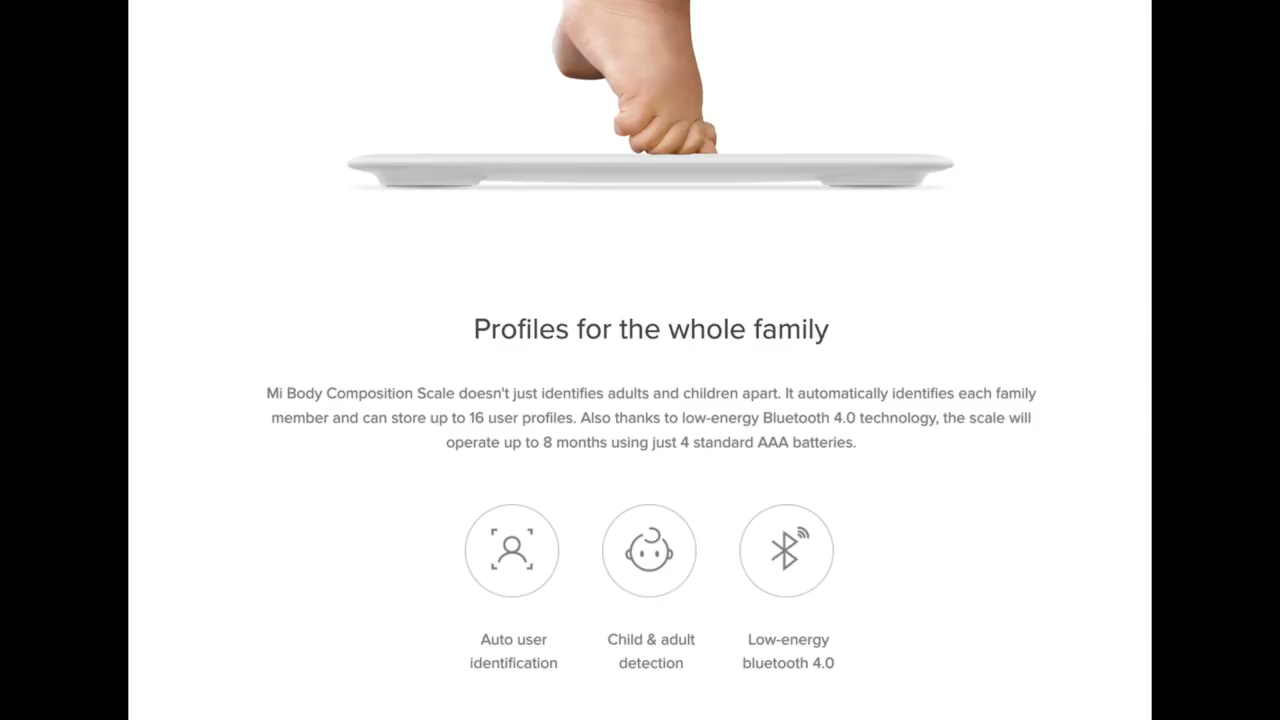 Profiles for the whole family
Mi Body Composition Scale doesn't just identifies adults and children apart. It automatically identifies each family
member and can store up to 16 user profiles. Also thanks to low-energy Bluetooth 4.0 technology, the scale will
operate up to 8 months using just 4 standard AAA batteries.
Auto user
identification
Child & adult
detection
Low-energy
bluetooth 4.0